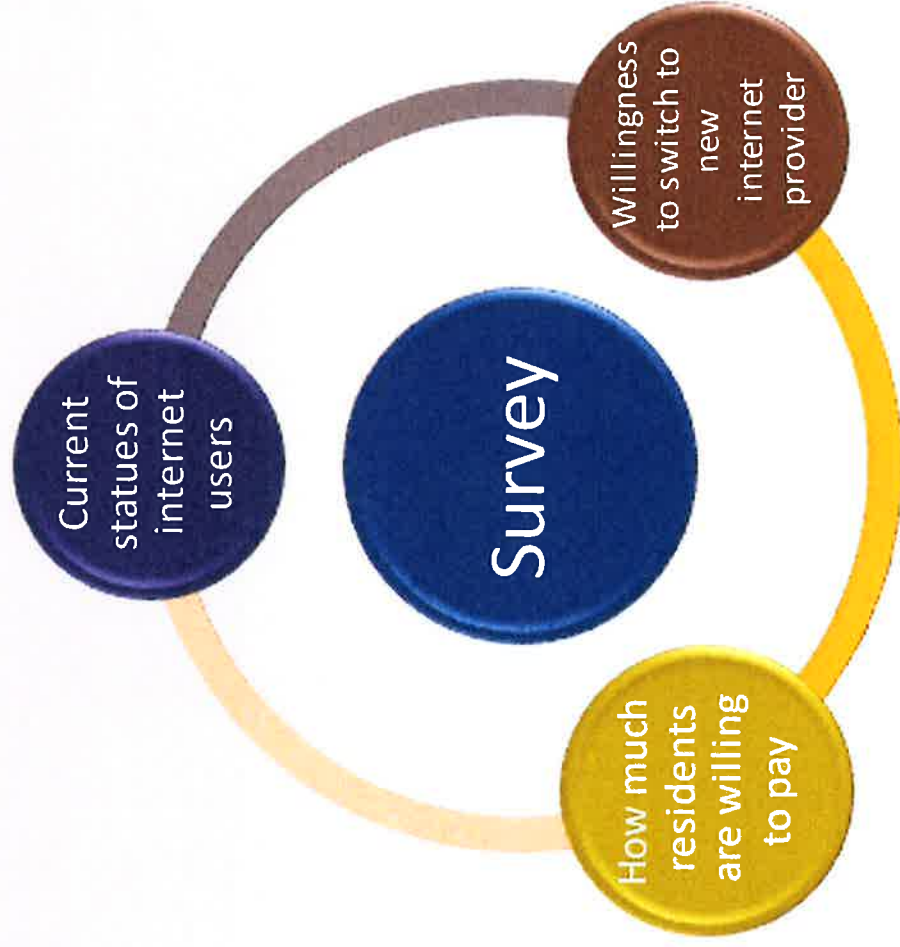 Current
statues of
internet
users
Survey
How much
residents
are willing
to pay
Willingness
to switch to
new
internet
provider